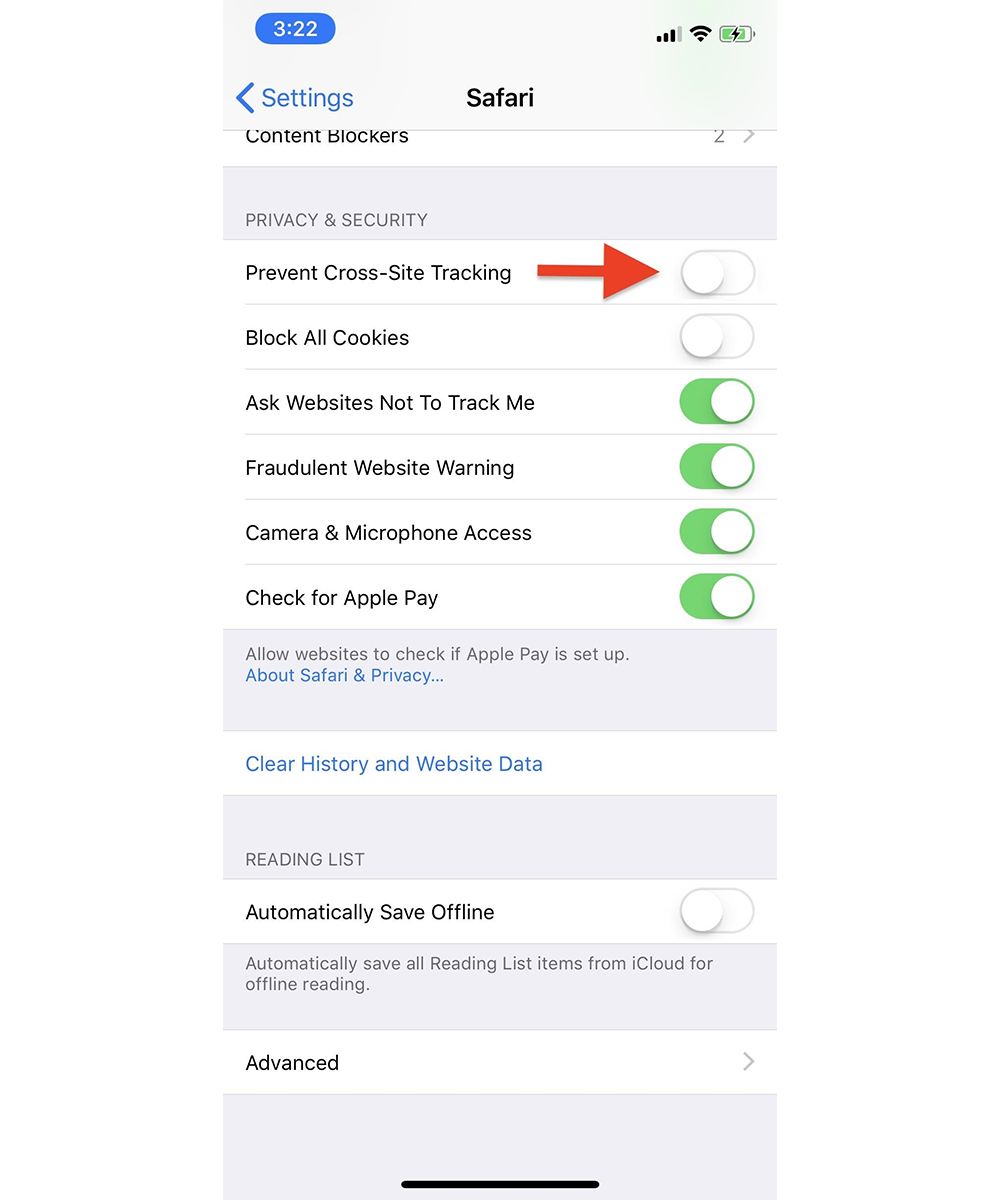 3:22
Settings
Safari
Content Blockers
2
PRIVACY & SECURITY
Prevent Cross-Site Tracking
Block All Cookies
Ask Websites Not To Track Me
Fraudulent Website Warning
Camera & Microphone Access
Check for Apple Pay
Allow websites to check if Apple Pay is set up.
About Safari & Privacy...
Clear History and Website Data
READING LIST
Automatically Save Offline
Automatically save all Reading List items from iCloud for
offline reading.
Advanced